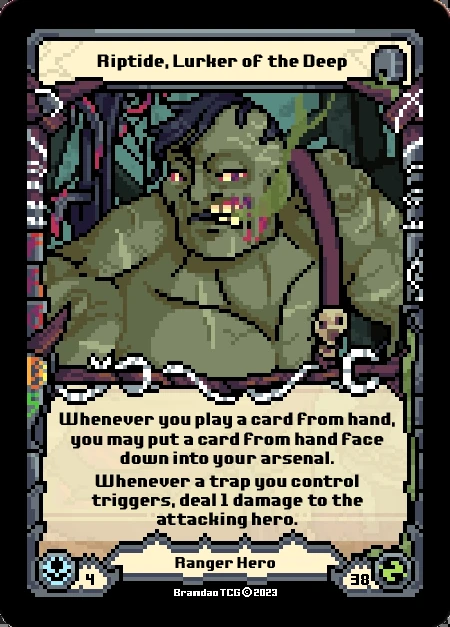 Riptide, Lurker of the Deep
Whenever you play a card from hand,
you may put a card from hand face
down into your arsenal.
Whenever a trap you control
triggers, deal 1 damage to the
attacking hero.
4
Ranger Hero
38
BrandaoTCG©2023